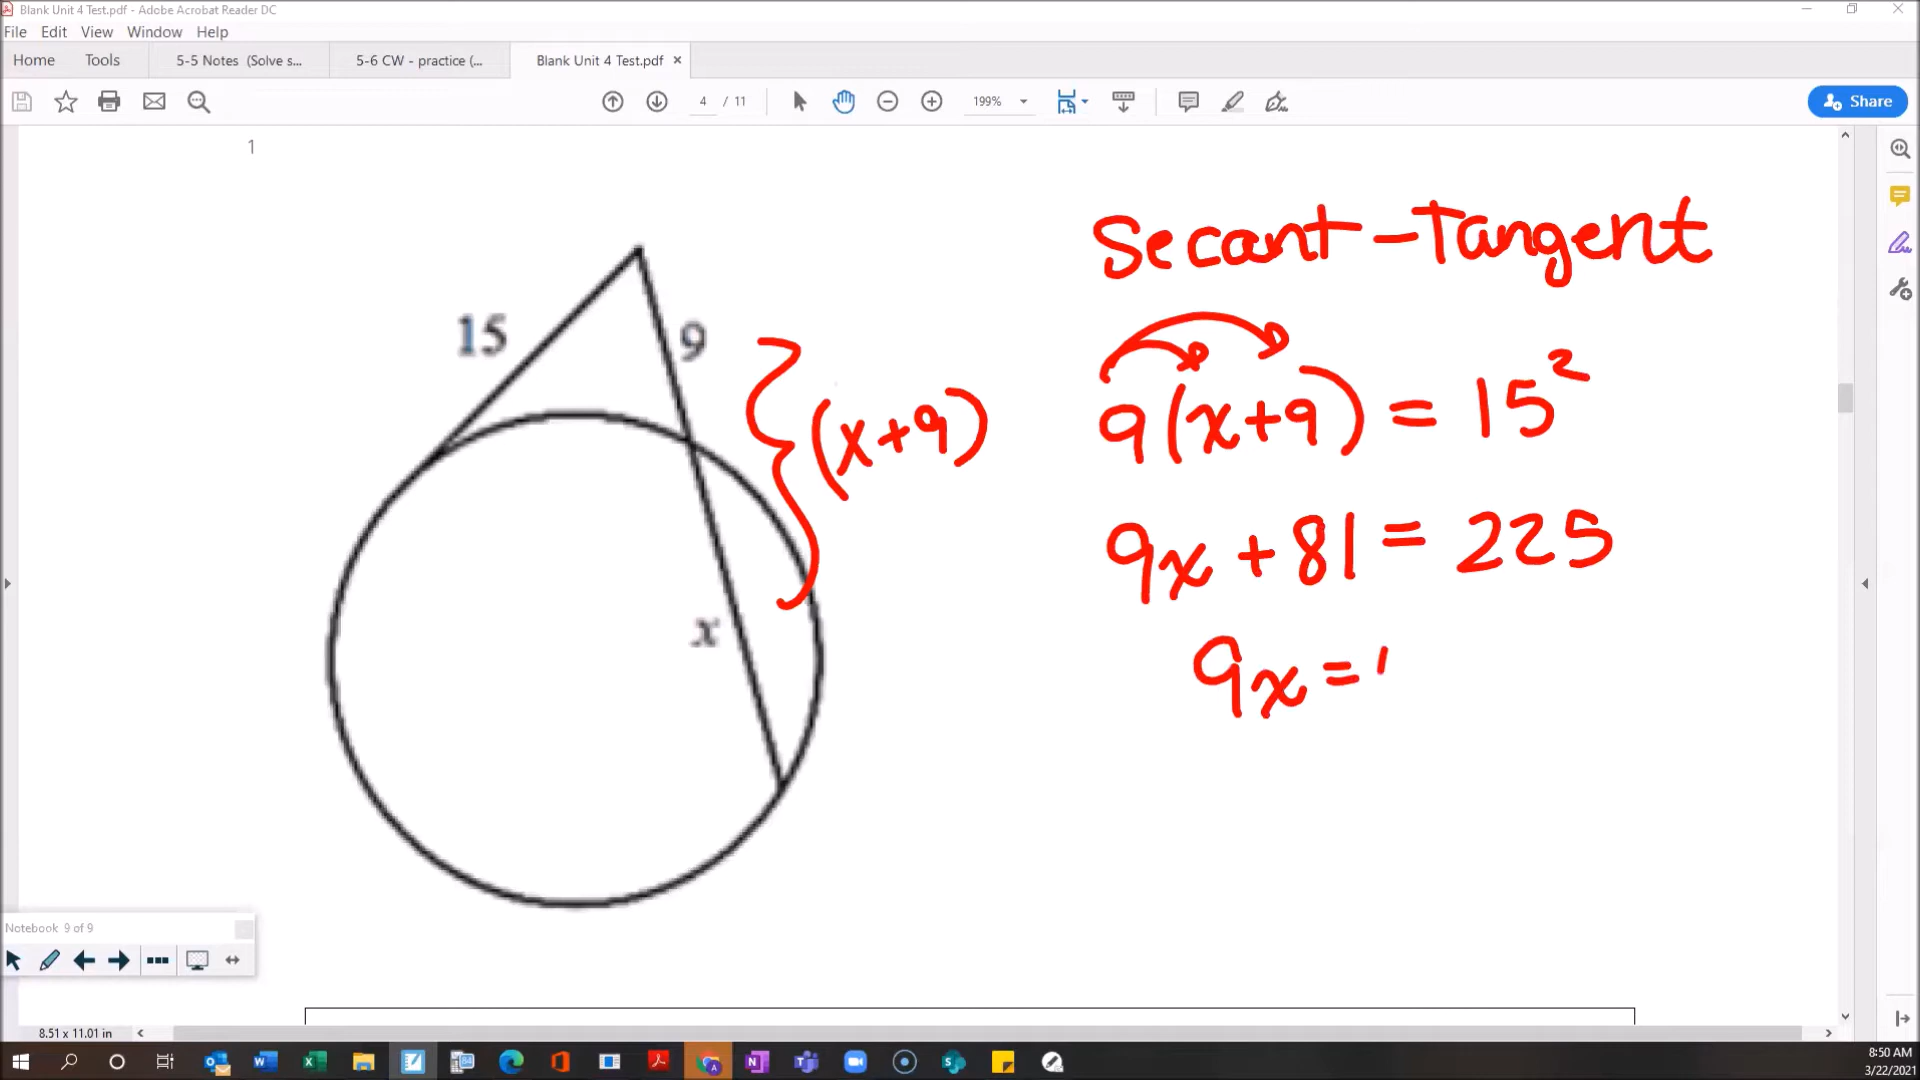 Blank Unit 4 Test.pdf - Adobe Acrobat Reader DC
File Edit View Window Help
Home Tools 5-5 Notes (Solve s... 5-6 CW - practice (... Blank Unit 4 Test.pdf ×
4 / 11 199% Share
1
Secant-Tangent
15 9
9(x+9) = 15²
(x+9)
9x + 81 = 225
x
9x =
Notebook 9 of 9
8.51 x 11.01 in
8:50 AM
3/22/2021